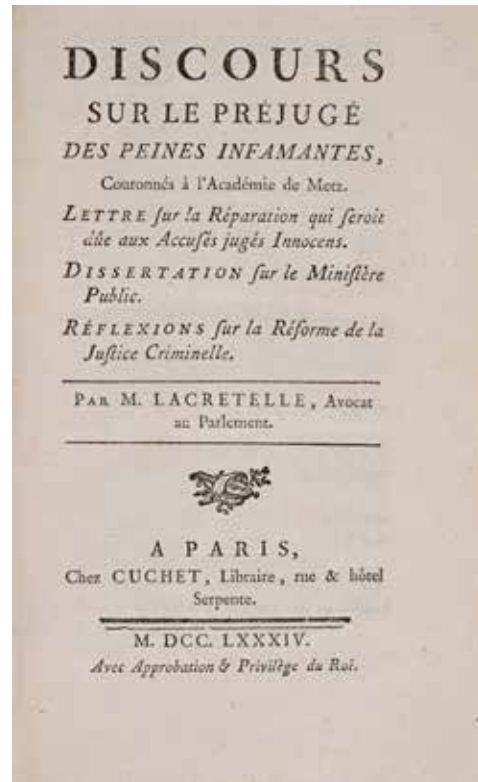 DISCOURS
SUR LE PRÉJUGÉ
DES PEINES INFAMANTES,
Couronnés à l'Académie de Metz.
LETTRE ſur la Réparation qui ſeroit
dûe aux Accuſés jugés Innocens.
DISSERTATION ſur le Miniſtère
Public.
RÉFLEXIONS ſur la Réforme de la
Juſtice Criminelle.
PAR M. LACRETELLE, Avocat
au Parlement.
A PARIS,
Chez CUCHET, Libraire, rue & hôtel
Serpente.
M. DCC. LXXXIV.
Avec Approbation & Privilége du Roi.